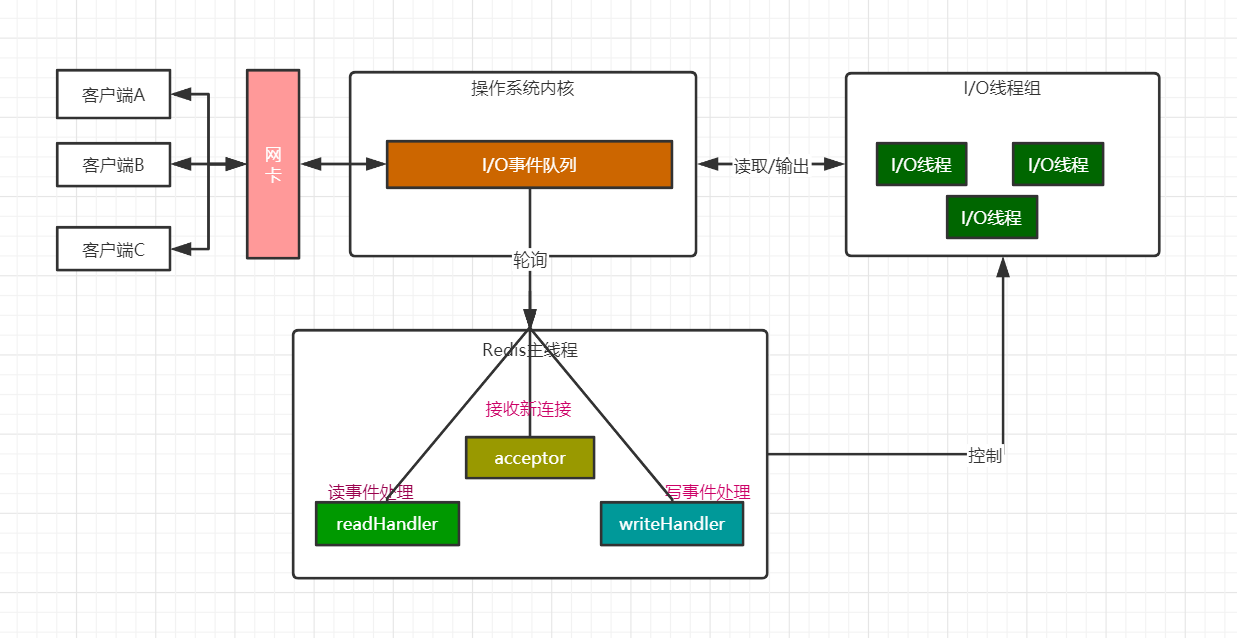 客户端A
客户端B
客户端C
网
卡
操作系统内核
I/O事件队列
读取/输出
I/O线程组
I/O线程
I/O线程
I/O线程
轮询
Redis主线程
接收新连接
acceptor
读事件处理
readHandler
写事件处理
writeHandler
控制